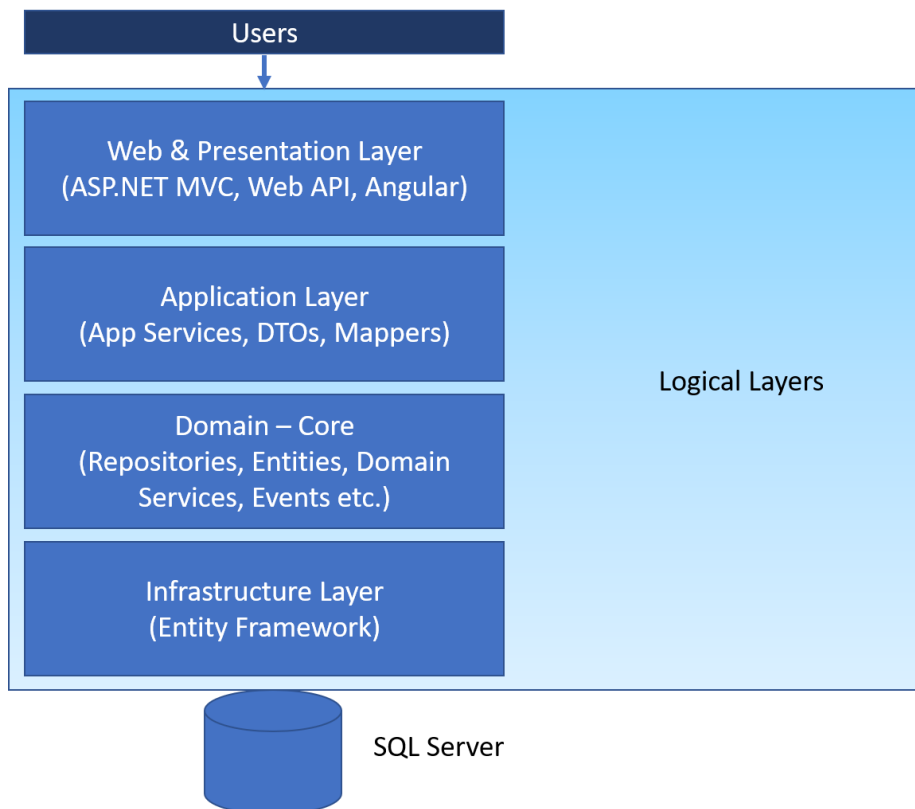 Users
Web & Presentation Layer
(ASP.NET MVC, Web API, Angular)
Application Layer
(App Services, DTOs, Mappers)
Logical Layers
Domain – Core
(Repositories, Entities, Domain
Services, Events etc.)
Infrastructure Layer
(Entity Framework)
SQL Server